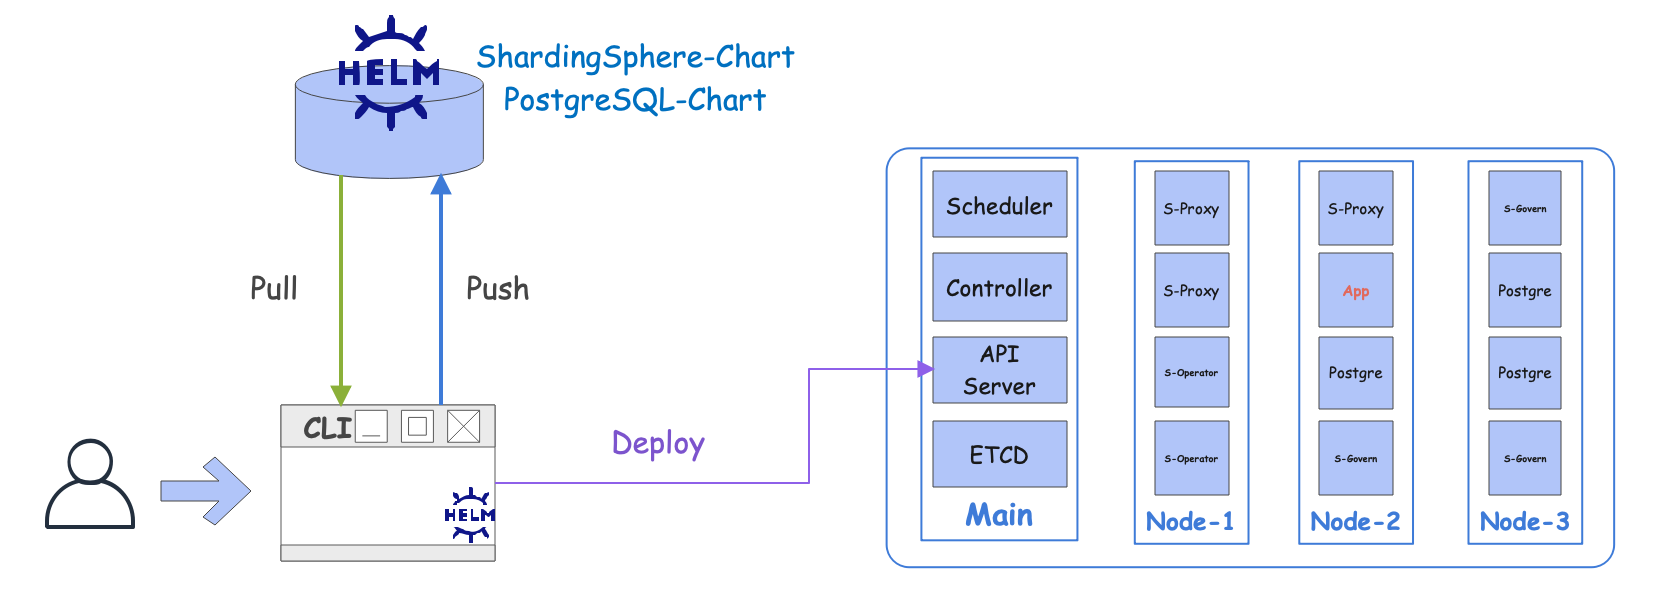 HELM
ShardingSphere-Chart
PostgreSQL-Chart
Pull
Push
CLI
HELM
Deploy
Scheduler
Controller
API
Server
ETCD
Main
S-Proxy
S-Proxy
S-Operator
S-Operator
Node-1
S-Proxy
App
Postgre
S-Govern
Node-2
S-Govern
Postgre
Postgre
S-Govern
Node-3